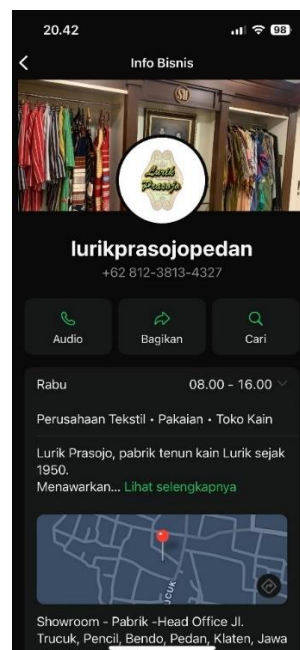 20.42
98
Info Bisnis
Lurik
Prasojo
lurikprasojopedan
+62 812-3813-4327
Audio Bagikan Cari
Rabu 08.00 - 16.00
Perusahaan Tekstil • Pakaian • Toko Kain
Lurik Prasojo, pabrik tenun kain Lurik sejak
1950.
Menawarkan... Lihat selengkapnya
UCUK
Showroom - Pabrik -Head Office Jl.
Trucuk, Pencil, Bendo, Pedan, Klaten, Jawa